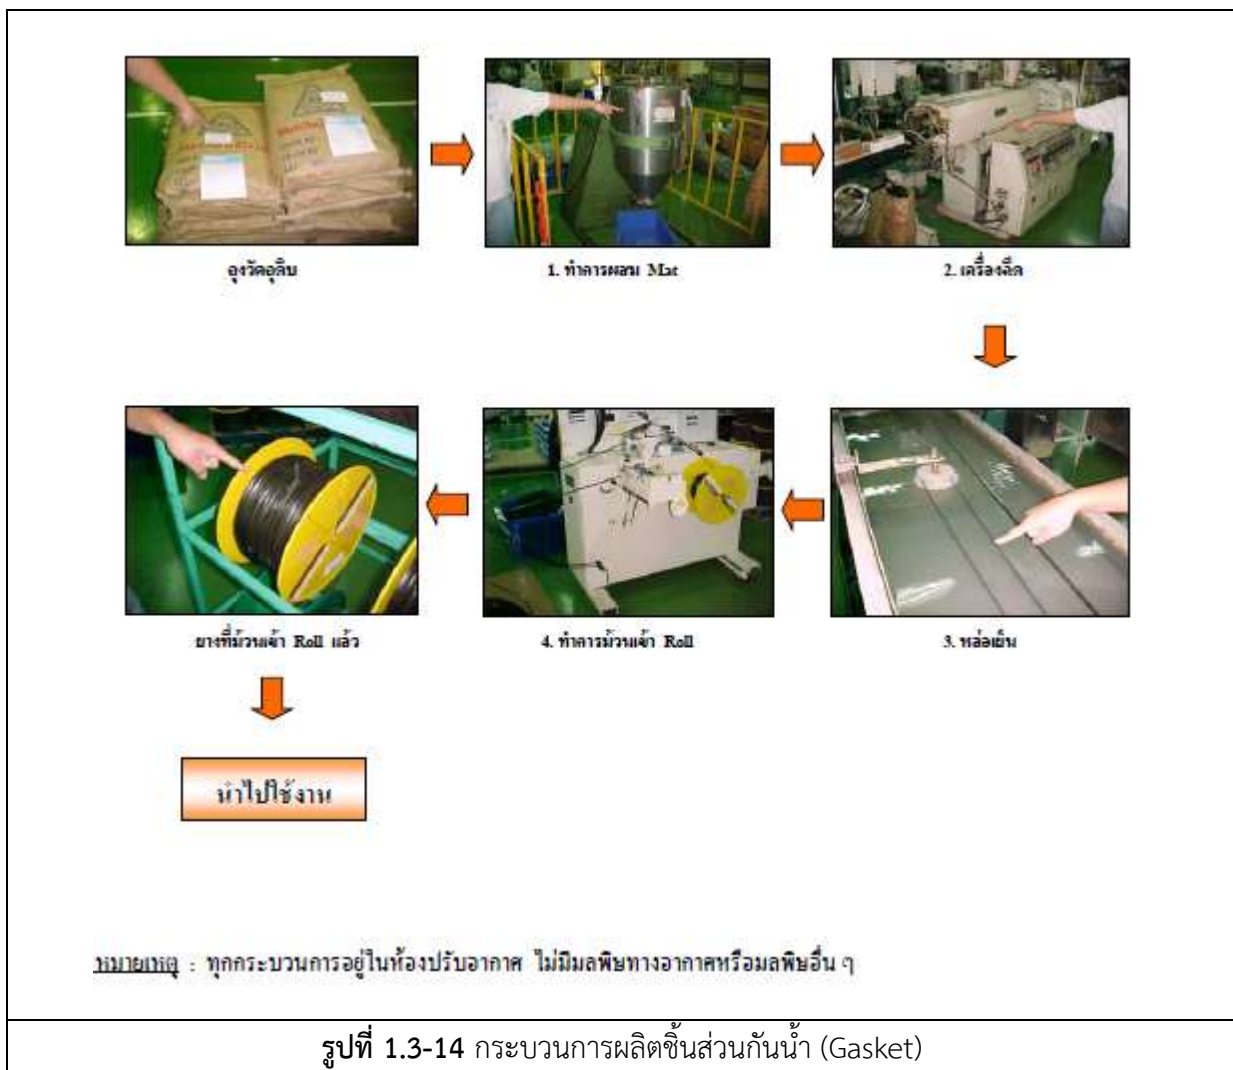 ถุงวัตถุดิบ
1. ทำการผสม Mat
2. เครื่องฉีด
ยางที่ม้วนเข้า Roll แล้ว
4. ทำการม้วนเข้า Roll
3. หล่อเย็น
นำไปใช้งาน
หมายเหตุ : ทุกกระบวนการอยู่ในห้องปรับอากาศ ไม่มีมลพิษทางอากาศหรือมลพิษอื่น ๆ
รูปที่ 1.3-14 กระบวนการผลิตชิ้นส่วนกันน้ำ (Gasket)